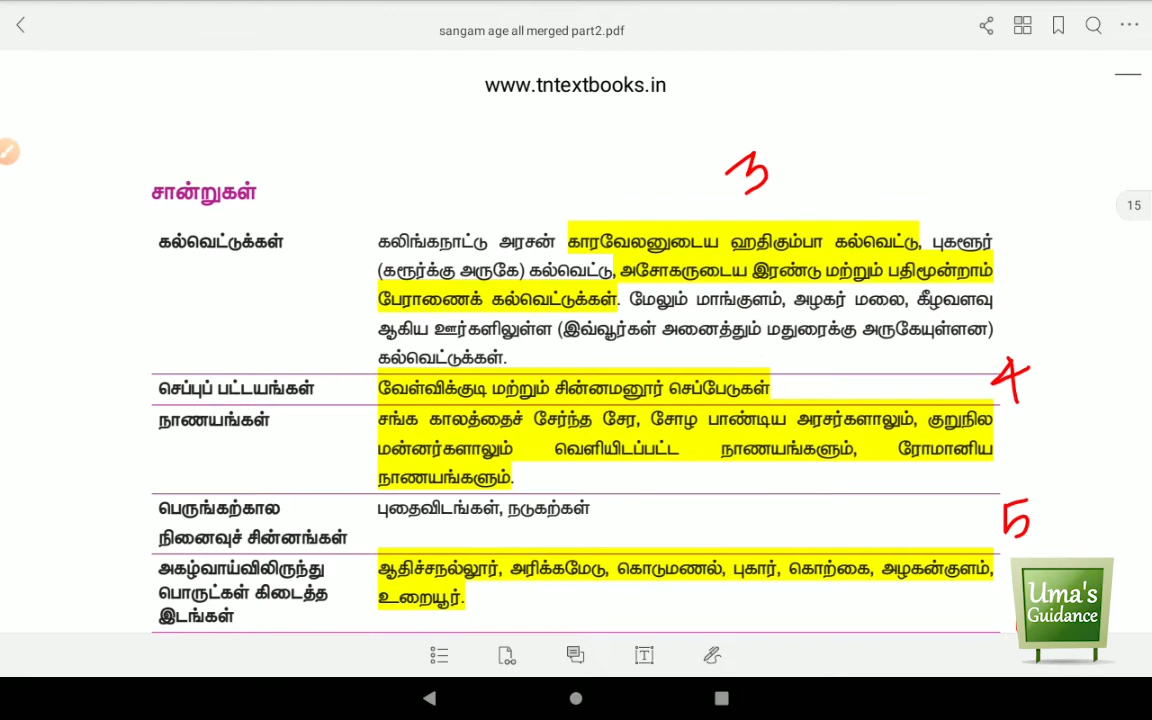 sangam age all merged part2.pdf
www.tntextbooks.in
3
சான்றுகள்
15
கல்வெட்டுக்கள்
கலிங்கநாட்டு அரசன் காரவேலனுடைய ஹதிகும்பா கல்வெட்டு, புகளூர்
(கரூர்க்கு அருகே) கல்வெட்டு, அசோகருடைய இரண்டு மற்றும் பதிமூன்றாம்
பேராணைக் கல்வெட்டுக்கள். மேலும் மாங்குளம், அழகர் மலை, கீழவளவு
ஆகிய ஊர்களிலுள்ள (இவ்வூர்கள் அனைத்தும் மதுரைக்கு அருகேயுள்ளன)
கல்வெட்டுக்கள்.
4
செப்புப் பட்டயங்கள்
வேள்விக்குடி மற்றும் சின்னமனூர் செப்பேடுகள்
நாணயங்கள்
சங்க காலத்தைச் சேர்ந்த சேர, சோழ பாண்டிய அரசர்களாலும், குறுநில
மன்னர்களாலும் வெளியிடப்பட்ட நாணயங்களும், ரோமானிய
நாணயங்களும்.
பெருங்கற்கால
நினைவுச் சின்னங்கள்
புதைவிடங்கள், நடுகற்கள்
5
அகழ்வாய்விலிருந்து
பொருட்கள் கிடைத்த
இடங்கள்
ஆதிச்சநல்லூர், அரிக்கமேடு, கொடுமணல், புகார், கொற்கை, அழகன்குளம்,
உறையூர்.
Uma's
Guidance